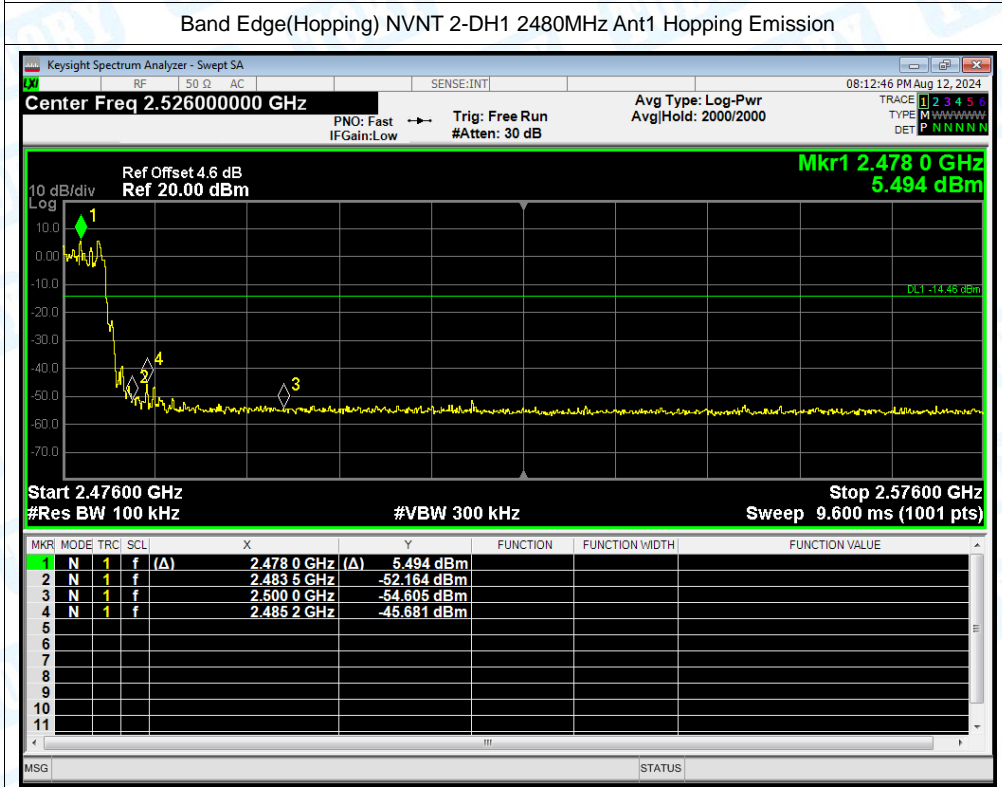 Band Edge(Hopping) NVNT 2-DH1 2480MHz Ant1 Hopping Emission
Keysight Spectrum Analyzer - Swept SA
LXI RF 50 Ω AC SENSE:INT 08:12:46 PM Aug 12, 2024
Center Freq 2.526000000 GHz
PNO: Fast
IFGain:Low
Trig: Free Run
#Atten: 30 dB
Avg Type: Log-Pwr
Avg|Hold: 2000/2000
TRACE 1 2 3 4 5 6
TYPE M WWWWW
DET P N N N N N
Mkr1 2.478 0 GHz
5.494 dBm
Ref Offset 4.6 dB
10 dB/div Ref 20.00 dBm
Log
10.0
0.00
-10.0
-20.0
-30.0
-40.0
-50.0
-60.0
-70.0
1
2
4
3
DL1 -14.46 dBm
Start 2.47600 GHz Stop 2.57600 GHz
#Res BW 100 kHz #VBW 300 kHz Sweep 9.600 ms (1001 pts)
MKR MODE TRC SCL X Y FUNCTION FUNCTION WIDTH FUNCTION VALUE
1 N 1 f (Δ) 2.478 0 GHz (Δ) 5.494 dBm
2 N 1 f 2.483 5 GHz -52.164 dBm
3 N 1 f 2.500 0 GHz -54.605 dBm
4 N 1 f 2.485 2 GHz -45.681 dBm
5
6
7
8
9
10
11
MSG STATUS